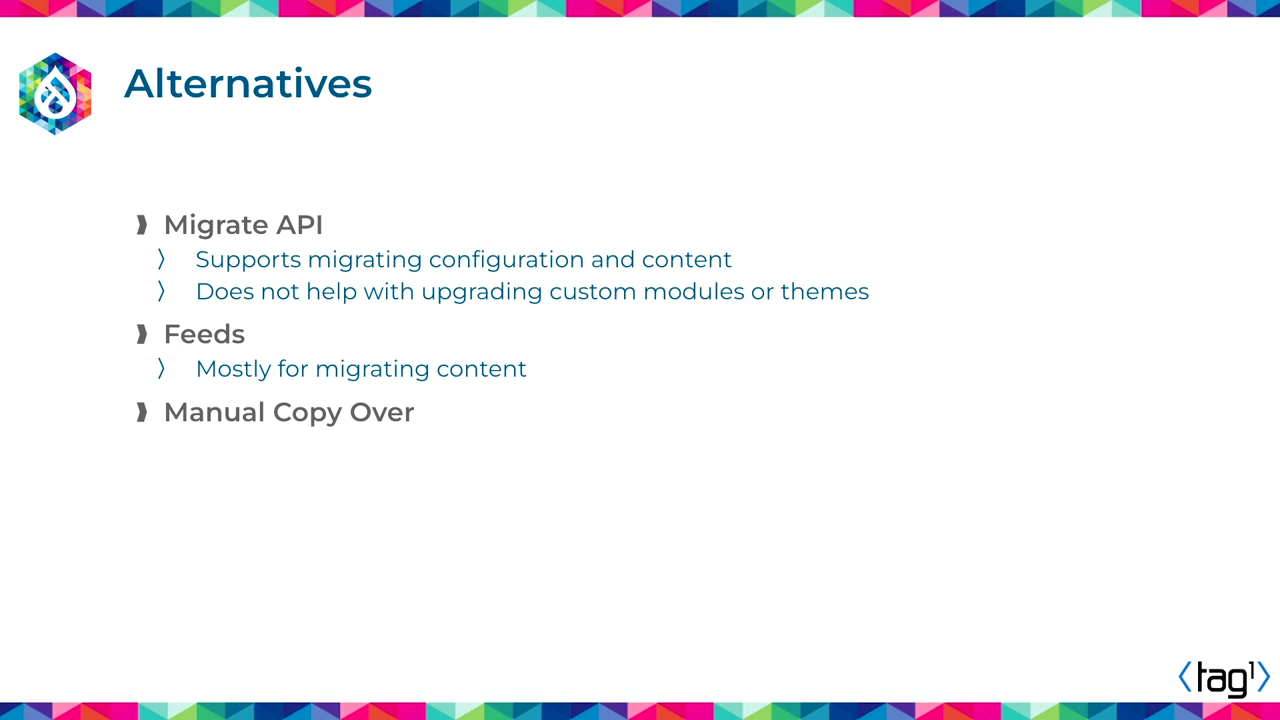 Alternatives
Migrate API
Supports migrating configuration and content
Does not help with upgrading custom modules or themes
Feeds
Mostly for migrating content
Manual Copy Over
⟨tag1⟩